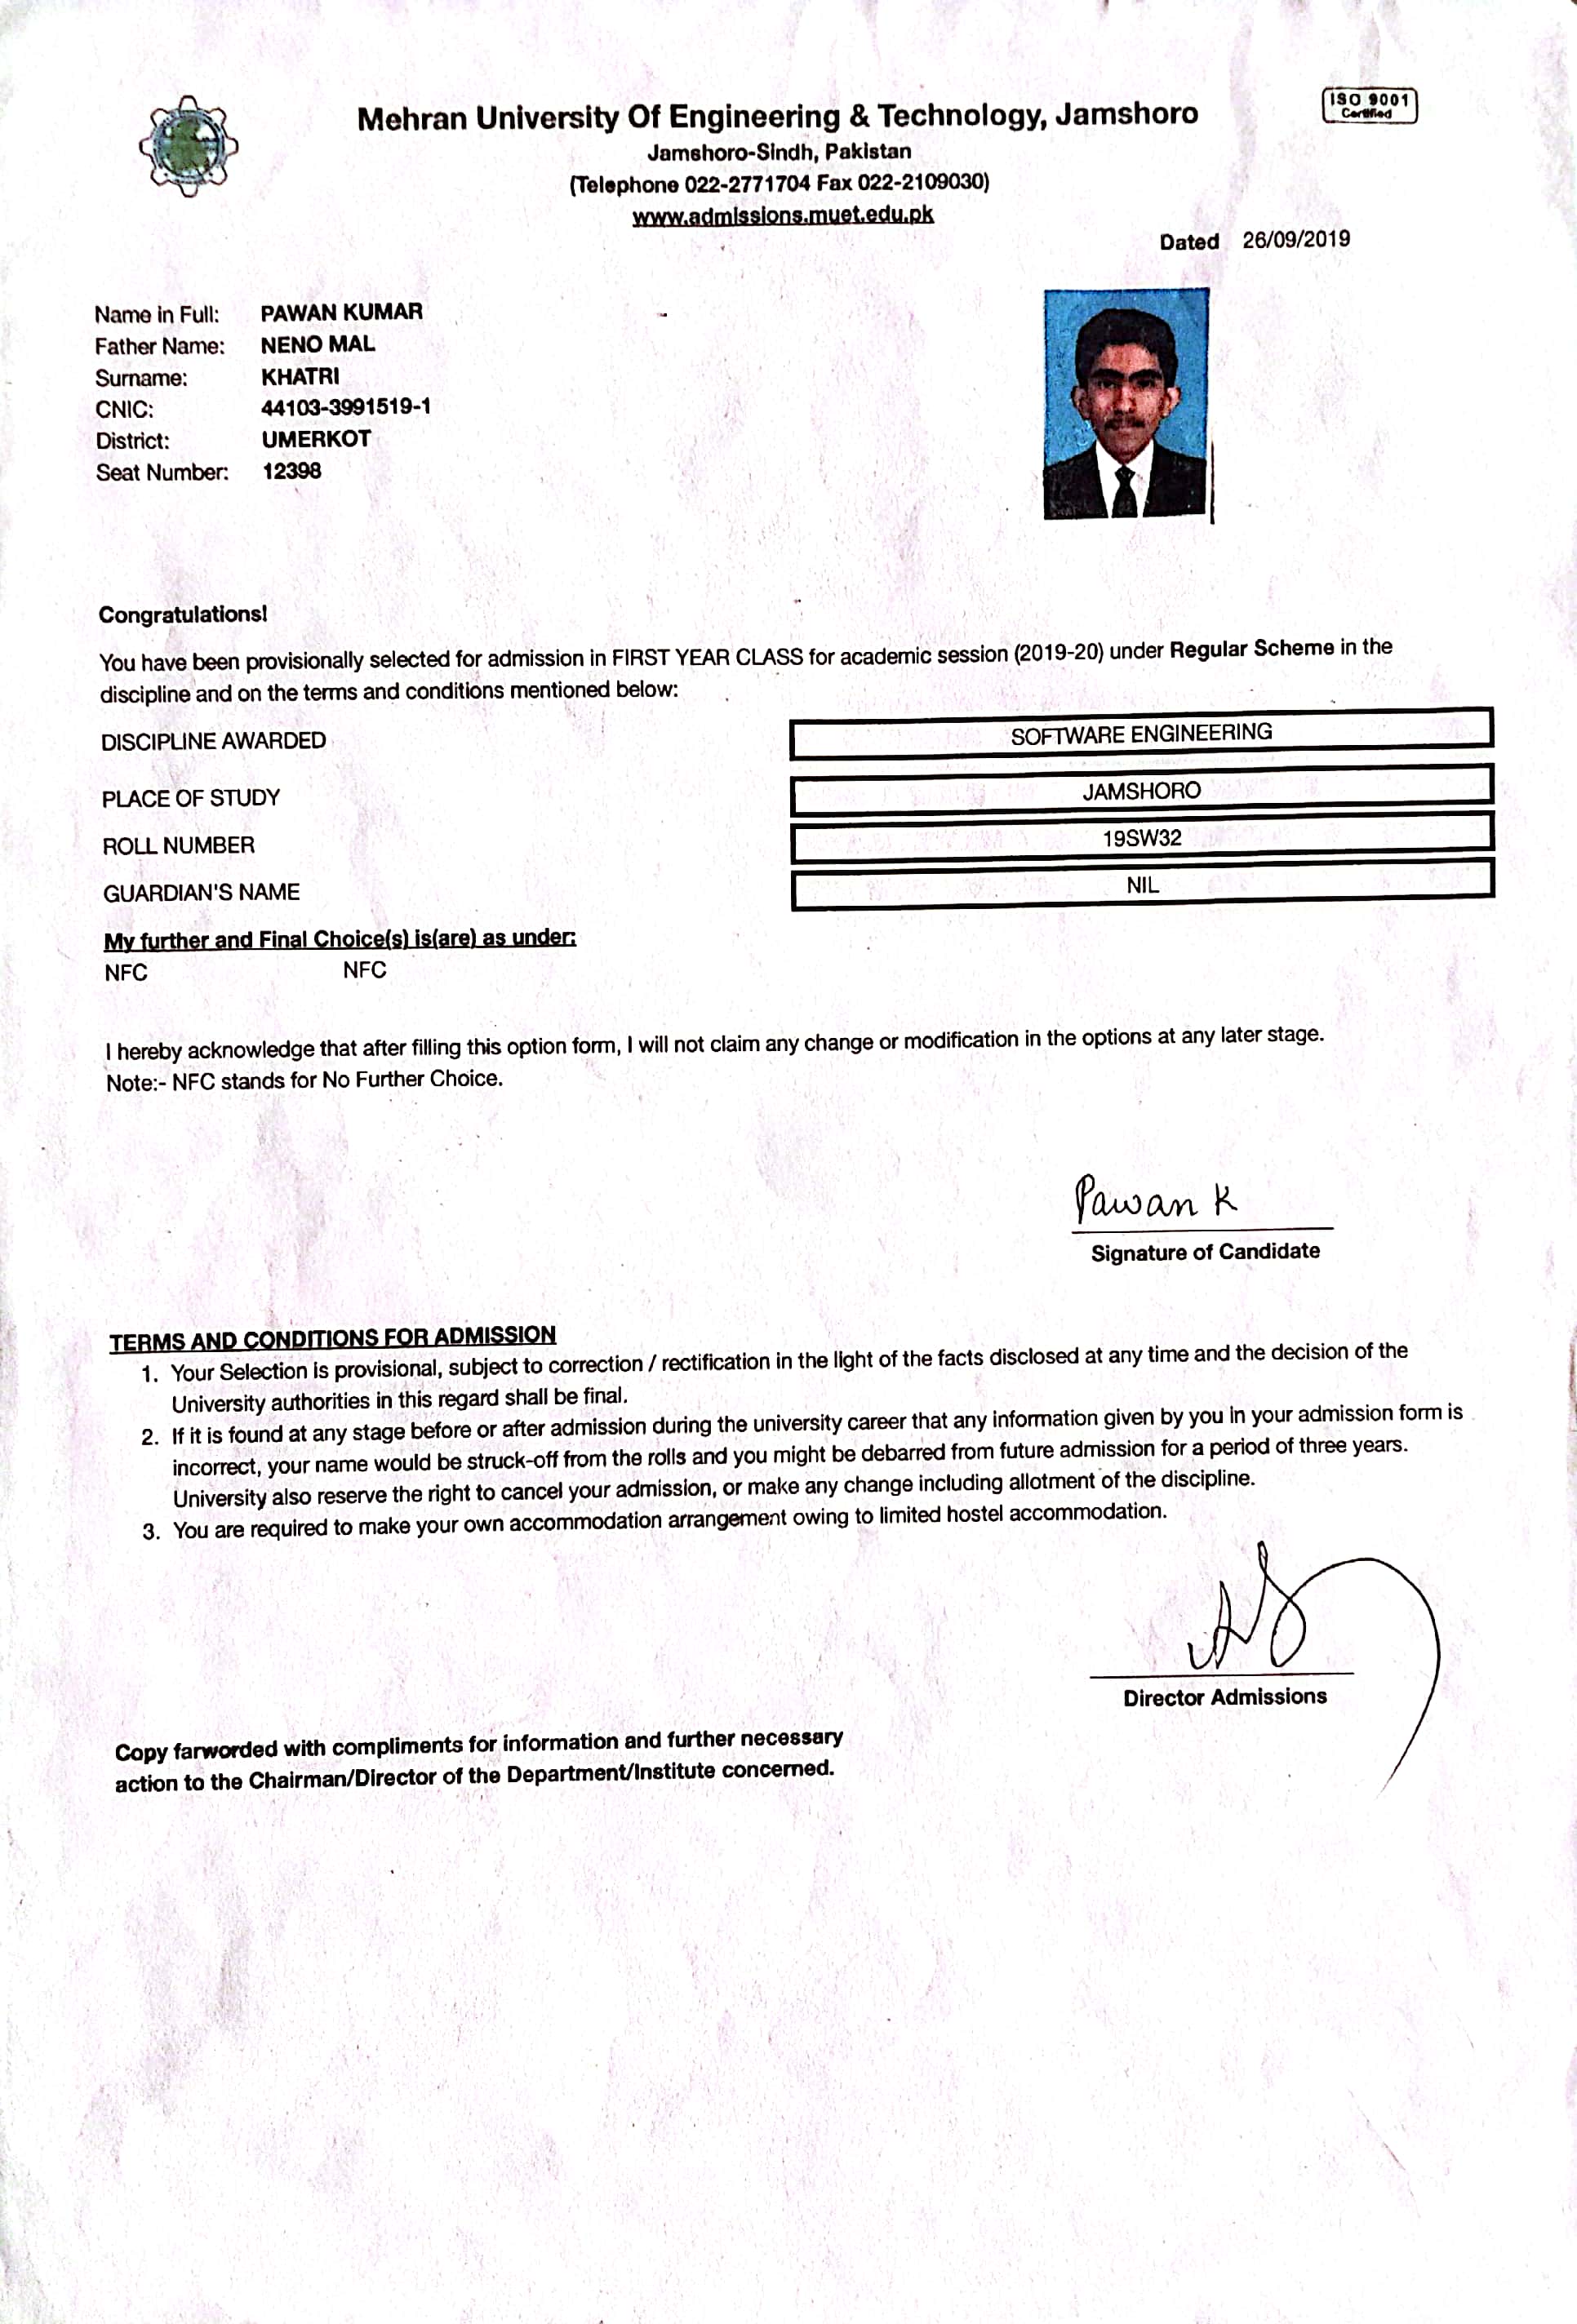 Mehran University Of Engineering & Technology, Jamshoro
ISO 9001
Certified
Jamshoro-Sindh, Pakistan
(Telephone 022-2771704 Fax 022-2109030)
www.admissions.muet.edu.pk
Dated 26/09/2019
Name in Full: PAWAN KUMAR
Father Name: NENO MAL
Surname: KHATRI
CNIC: 44103-3991519-1
District: UMERKOT
Seat Number: 12398
Congratulations!
You have been provisionally selected for admission in FIRST YEAR CLASS for academic session (2019-20) under Regular Scheme in the
discipline and on the terms and conditions mentioned below:
DISCIPLINE AWARDED SOFTWARE ENGINEERING
PLACE OF STUDY JAMSHORO
ROLL NUMBER 19SW32
GUARDIAN'S NAME NIL
My further and Final Choice(s) is(are) as under:
NFC NFC
I hereby acknowledge that after filling this option form, I will not claim any change or modification in the options at any later stage.
Note:- NFC stands for No Further Choice.
Pawan K
Signature of Candidate
TERMS AND CONDITIONS FOR ADMISSION
1. Your Selection is provisional, subject to correction / rectification in the light of the facts disclosed at any time and the decision of the
University authorities in this regard shall be final.
2. If it is found at any stage before or after admission during the university career that any information given by you in your admission form is
incorrect, your name would be struck-off from the rolls and you might be debarred from future admission for a period of three years.
University also reserve the right to cancel your admission, or make any change including allotment of the discipline.
3. You are required to make your own accommodation arrangement owing to limited hostel accommodation.
Director Admissions
Copy farworded with compliments for information and further necessary
action to the Chairman/Director of the Department/Institute concerned.